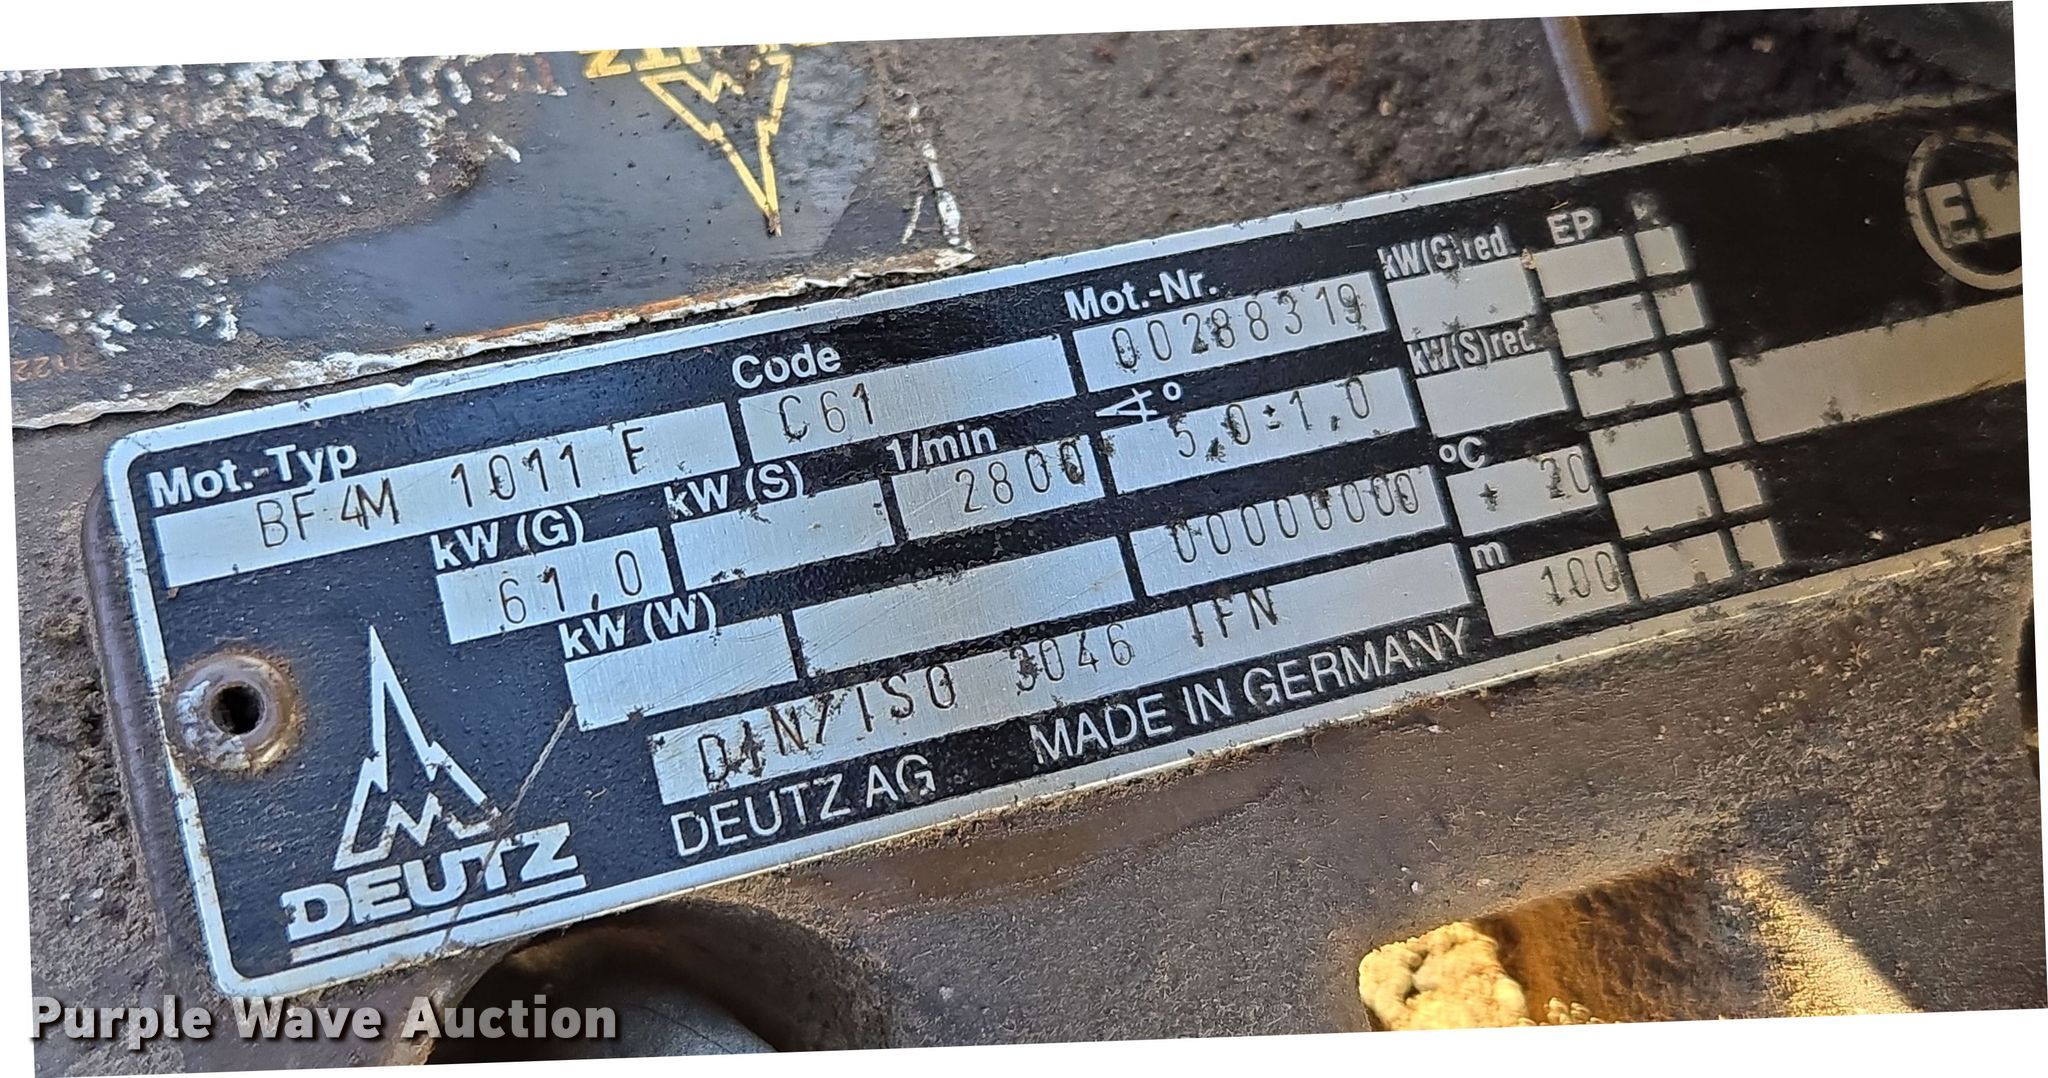 Mot.-Typ
Code
Mot.-Nr.
kW(G)red.
EP
BF4M 1011 F
C61
00288319
kW (G)
kW (S)
1/min
°
kW(S)red.
61,0
2800
5,0±1,0
°C
kW (W)
00000000
+ 20
m
DIN/ISO 3046 IFN
100
DEUTZ AG MADE IN GERMANY
DEUTZ
Purple Wave Auction